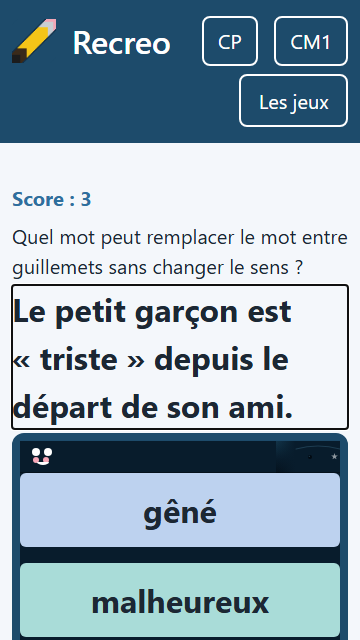 Recreo
CP
CM1
Les jeux
Score : 3
Quel mot peut remplacer le mot entre
guillemets sans changer le sens ?
Le petit garçon est
« triste » depuis le
départ de son ami.
gêné
malheureux